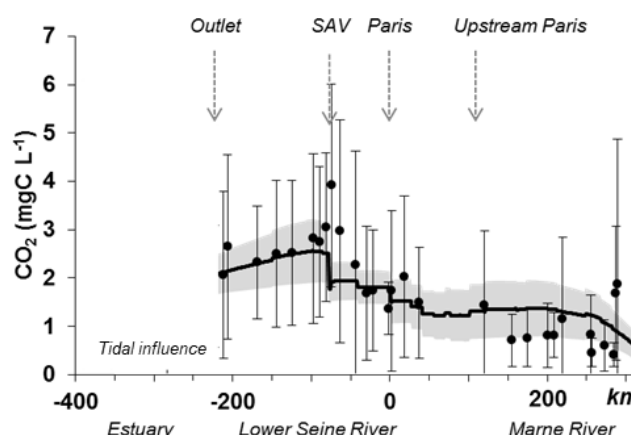 Outlet SAV Paris Upstream Paris
7
6
5
4
3
2
1
0
CO₂ (mgC L⁻¹)
Tidal influence
-400 -200 0 200 km
Estuary Lower Seine River Marne River